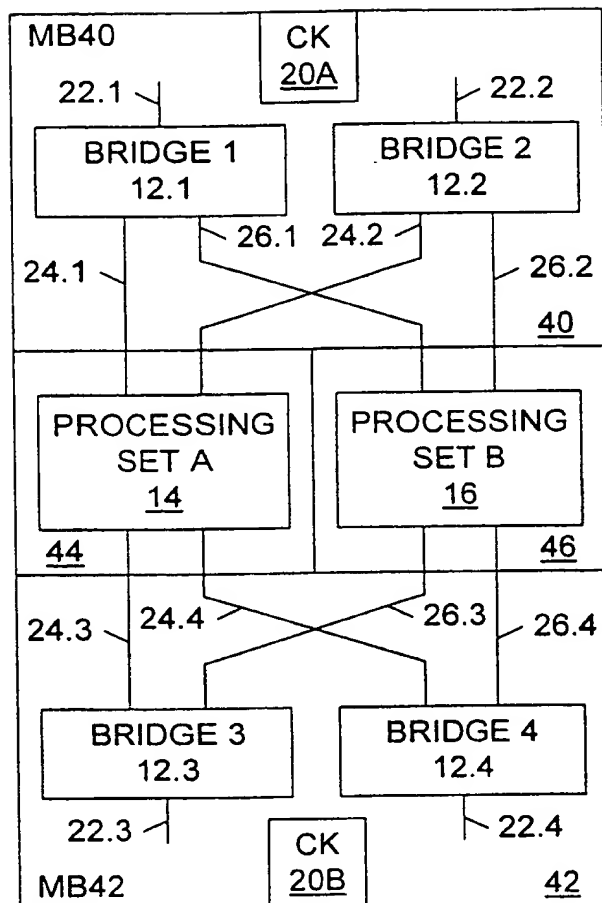 MB40
CK
20A
22.1
22.2
BRIDGE 1
12.1
BRIDGE 2
12.2
24.1
26.1
24.2
26.2
40
PROCESSING
SET A
14
PROCESSING
SET B
16
44
46
24.3
24.4
26.3
26.4
BRIDGE 3
12.3
BRIDGE 4
12.4
22.3
22.4
CK
20B
MB42
42